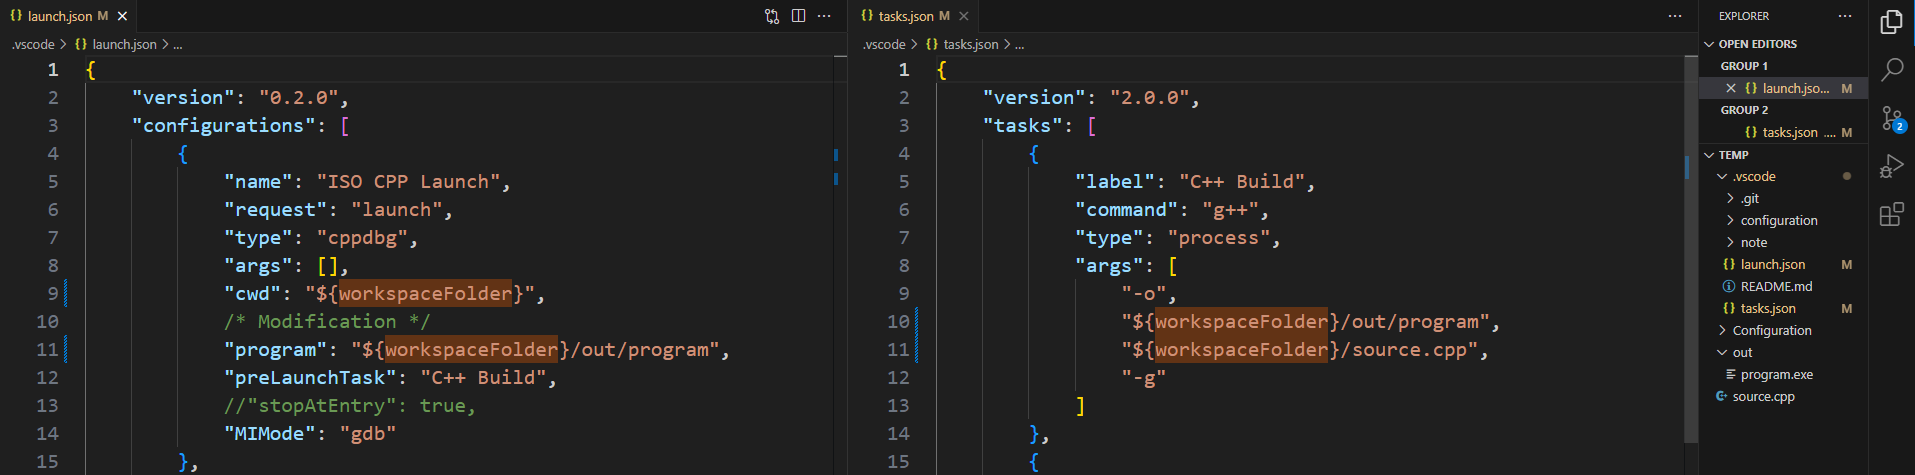 launch.json M
.vscode > launch.json > ...
1 {
2 "version": "0.2.0",
3 "configurations": [
4 {
5 "name": "ISO CPP Launch",
6 "request": "launch",
7 "type": "cppdbg",
8 "args": [],
9 "cwd": "${workspaceFolder}",
10 /* Modification */
11 "program": "${workspaceFolder}/out/program",
12 "preLaunchTask": "C++ Build",
13 //"stopAtEntry": true,
14 "MIMode": "gdb"
15 },
tasks.json M
.vscode > tasks.json > ...
1 {
2 "version": "2.0.0",
3 "tasks": [
4 {
5 "label": "C++ Build",
6 "command": "g++",
7 "type": "process",
8 "args": [
9 "-o",
10 "${workspaceFolder}/out/program",
11 "${workspaceFolder}/source.cpp",
12 "-g"
13 ]
14 },
15 {
EXPLORER
OPEN EDITORS
GROUP 1
launch.jso... M
GROUP 2
tasks.json .... M
TEMP
.vscode
.git
configuration
note
launch.json M
README.md
tasks.json M
Configuration
out
program.exe
source.cpp
2